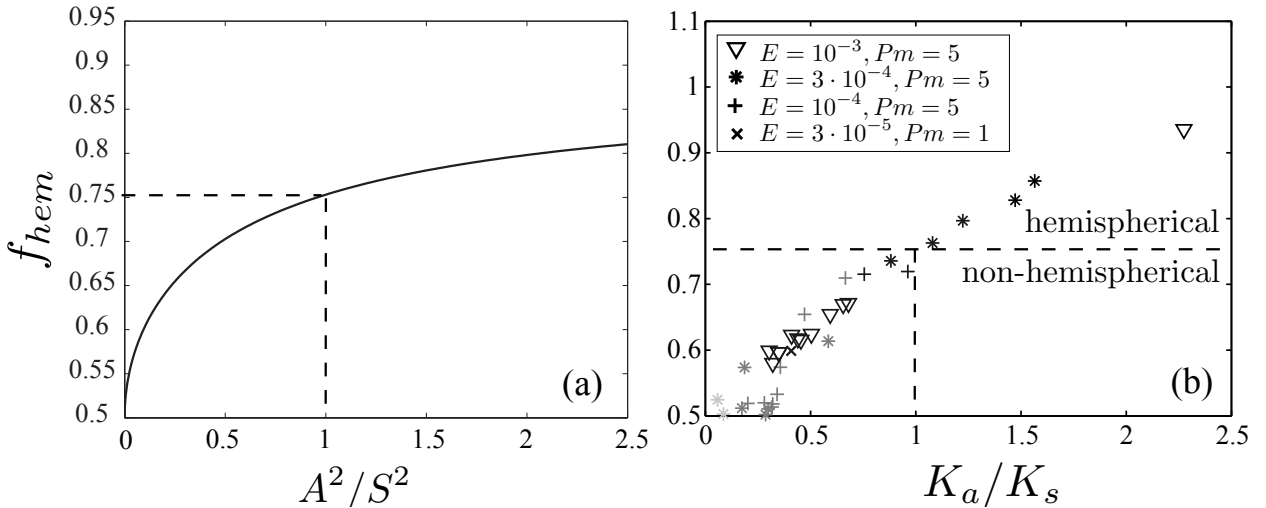 0.95
0.9
0.85
0.8
0.75
0.7
0.65
0.6
0.55
0.5
f_{hem}
0 0.5 1 1.5 2 2.5
A^2/S^2
(a)
1.1
1
0.9
0.8
0.7
0.6
0.5
E = 10^{-3}, Pm = 5
E = 3 · 10^{-4}, Pm = 5
E = 10^{-4}, Pm = 5
E = 3 · 10^{-5}, Pm = 1
hemispherical
non-hemispherical
(b)
0 0.5 1 1.5 2 2.5
K_a/K_s